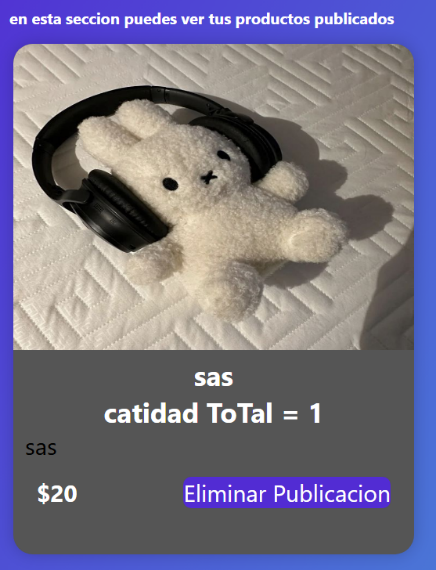 en esta seccion puedes ver tus productos publicados
sas
catidad ToTal = 1
sas
$20 Eliminar Publicacion